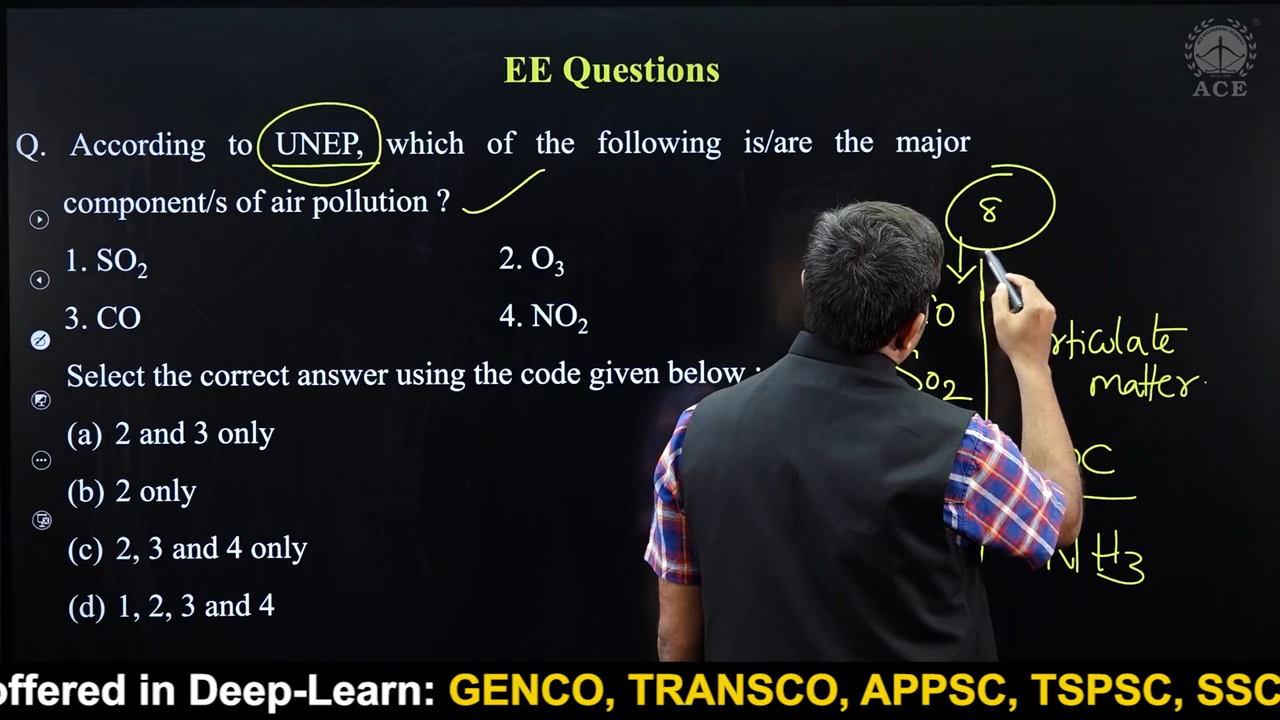 ACE
EE Questions
Q. According to UNEP, which of the following is/are the major
component/s of air pollution ?
1. SO₂ 2. O₃
3. CO 4. NO₂
Select the correct answer using the code given below :
(a) 2 and 3 only
(b) 2 only
(c) 2, 3 and 4 only
(d) 1, 2, 3 and 4
8
SO₂
matter.
NH₃
offered in Deep-Learn: GENCO, TRANSCO, APPSC, TSPSC, SSC